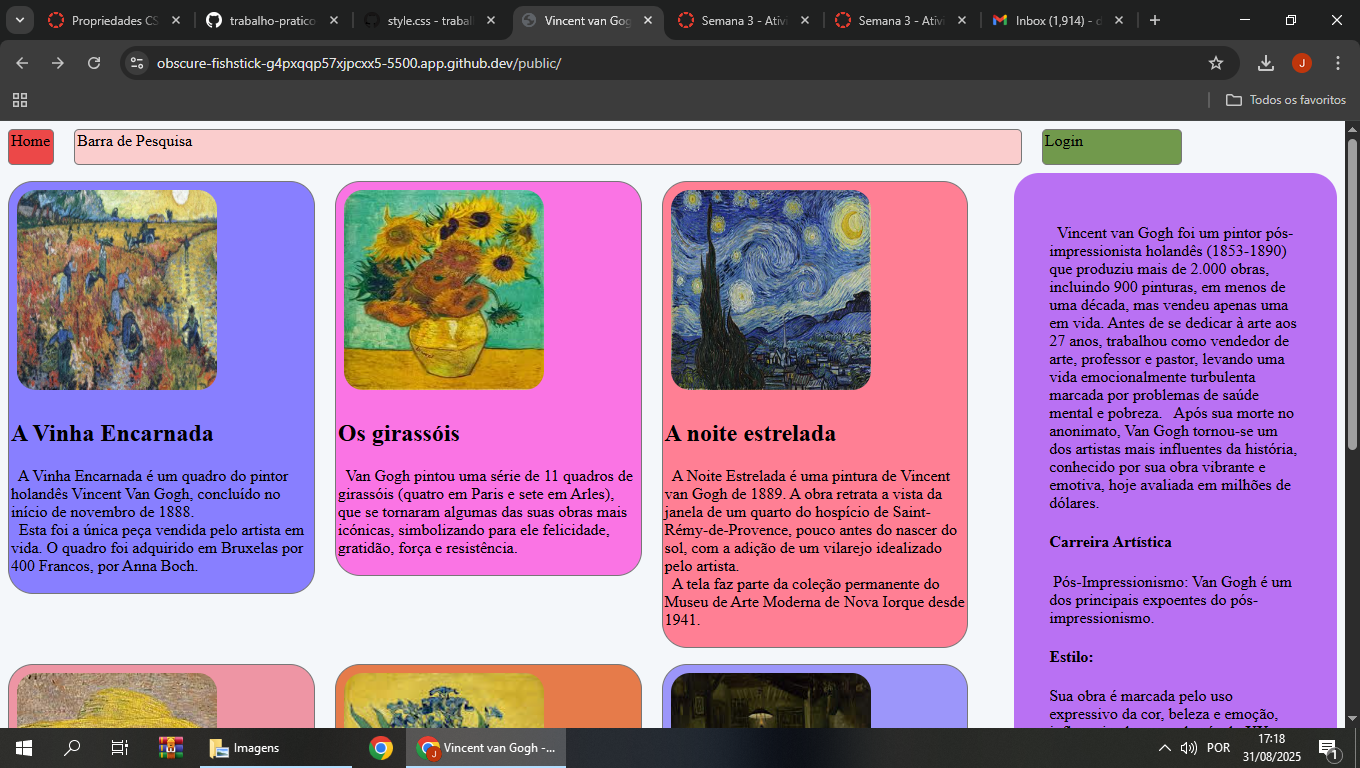 Propriedades CS
trabalho-pratico
style.css - traball
Vincent van Gog
Semana 3 - Ativi
Semana 3 - Ativi
Inbox (1,914) - d
obscure-fishstick-g4pxqqp57xjpcxx5-5500.app.github.dev/public/
J
Todos os favoritos
Home
Barra de Pesquisa
Login
A Vinha Encarnada
A Vinha Encarnada é um quadro do pintor
holandês Vincent Van Gogh, concluído no
início de novembro de 1888.
Esta foi a única peça vendida pelo artista em
vida. O quadro foi adquirido em Bruxelas por
400 Francos, por Anna Boch.
Os girassóis
Van Gogh pintou uma série de 11 quadros de
girassóis (quatro em Paris e sete em Arles),
que se tornaram algumas das suas obras mais
icónicas, simbolizando para ele felicidade,
gratidão, força e resistência.
A noite estrelada
A Noite Estrelada é uma pintura de Vincent
van Gogh de 1889. A obra retrata a vista da
janela de um quarto do hospício de Saint-
Rémy-de-Provence, pouco antes do nascer do
sol, com a adição de um vilarejo idealizado
pelo artista.
A tela faz parte da coleção permanente do
Museu de Arte Moderna de Nova Iorque desde
1941.
Vincent van Gogh foi um pintor pós-
impressionista holandês (1853-1890)
que produziu mais de 2.000 obras,
incluindo 900 pinturas, em menos de
uma década, mas vendeu apenas uma
em vida. Antes de se dedicar à arte aos
27 anos, trabalhou como vendedor de
arte, professor e pastor, levando uma
vida emocionalmente turbulenta
marcada por problemas de saúde
mental e pobreza. Após sua morte no
anonimato, Van Gogh tornou-se um
dos artistas mais influentes da história,
conhecido por sua obra vibrante e
emotiva, hoje avaliada em milhões de
dólares.
Carreira Artística
Pós-Impressionismo: Van Gogh é um
dos principais expoentes do pós-
impressionismo.
Estilo:
Sua obra é marcada pelo uso
expressivo da cor, beleza e emoção,
Imagens
J
Vincent van Gogh -...
POR
17:18
31/08/2025
1